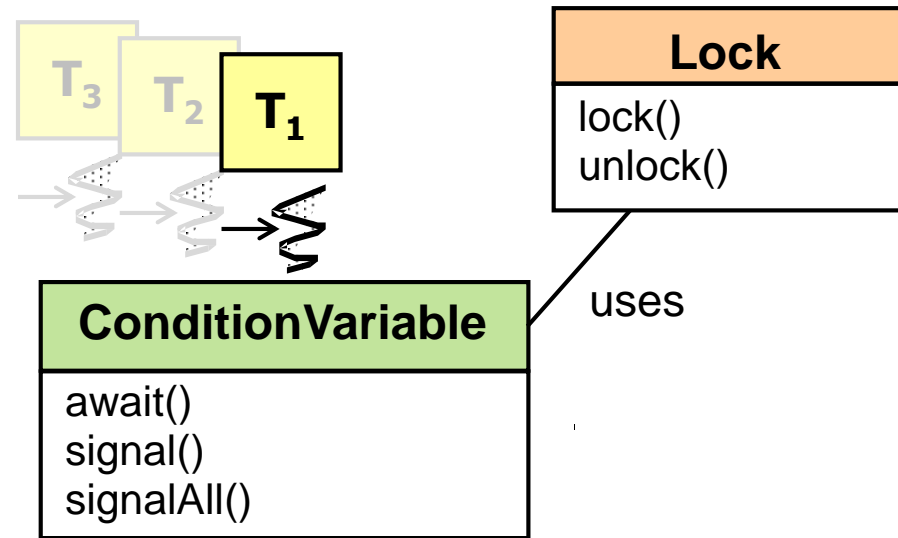 T3
T2
T1
Lock
lock()
unlock()
uses
ConditionVariable
await()
signal()
signalAll()